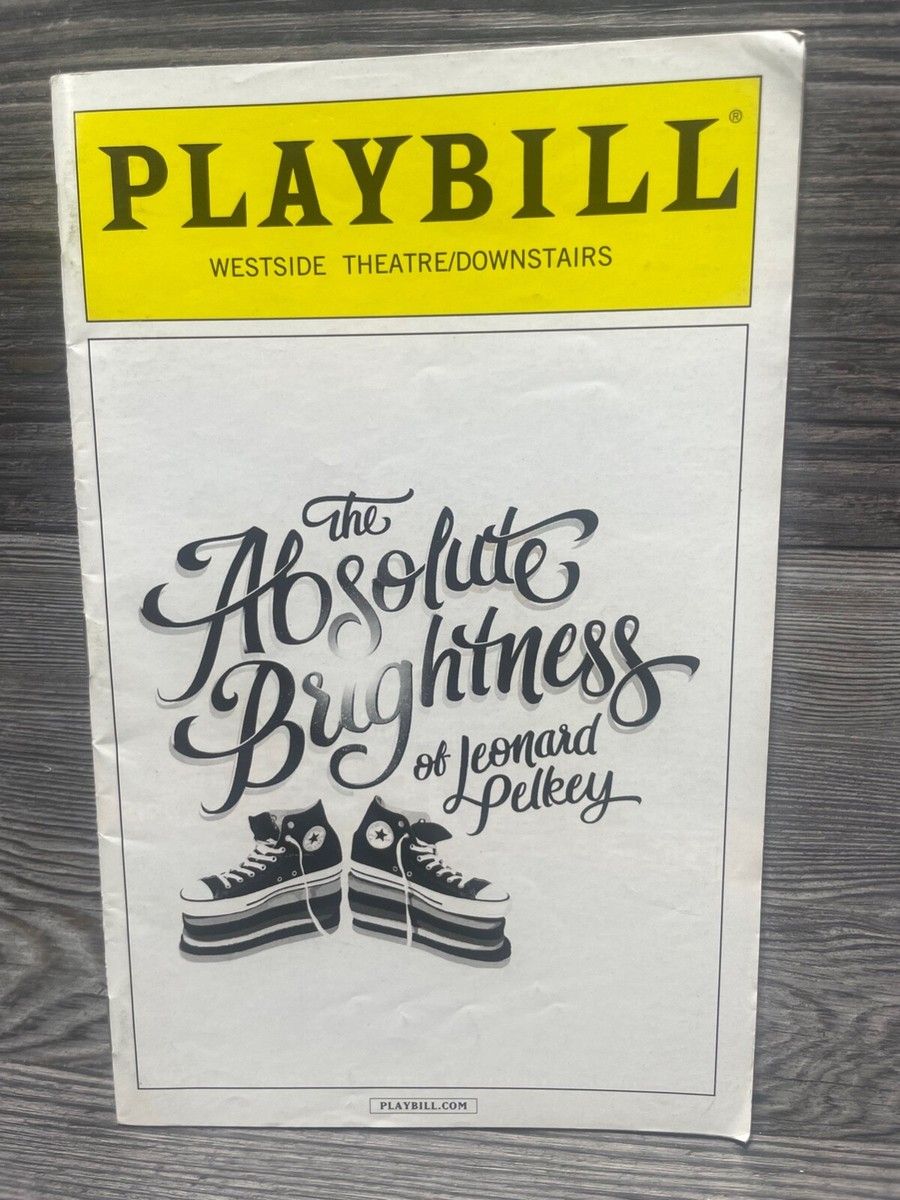 PLAYBILL®
WESTSIDE THEATRE/DOWNSTAIRS
The
Absolute
Brightness
of Leonard
Pelkey
PLAYBILL.COM